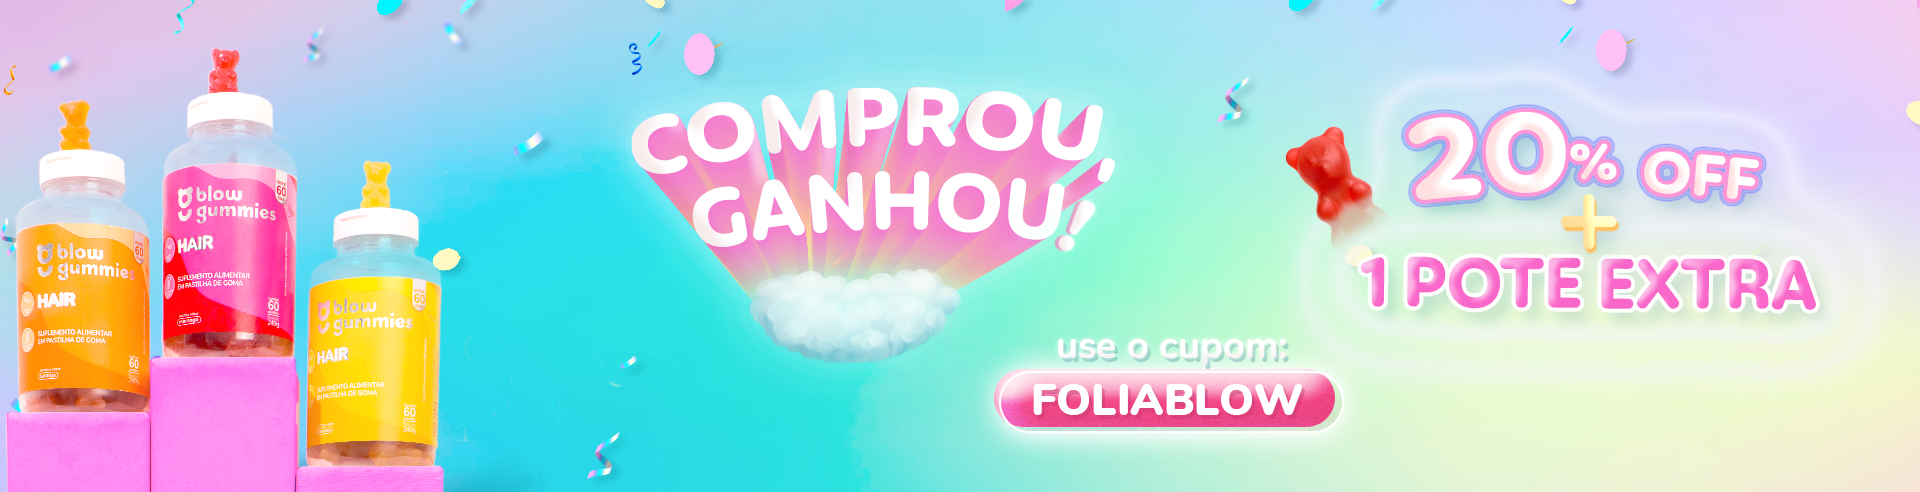 blow
gummies
HAIR
SUPLEMENTO ALIMENTAR
EM PASTILHA DE GOMA
60
blow
gummies
HAIR
SUPLEMENTO ALIMENTAR
EM PASTILHA DE GOMA
60
60
blow
gummies
HAIR
SUPLEMENTO ALIMENTAR
EM PASTILHA DE GOMA
60
60
COMPROU
GANHOU!
use o cupom:
FOLIABLOW
20% OFF
+
1 POTE EXTRA